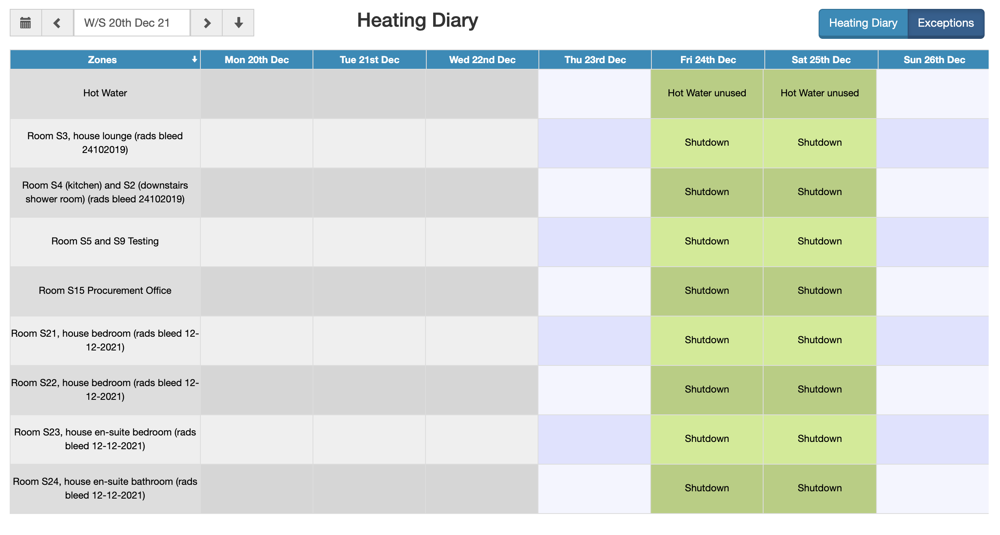 W/S 20th Dec 21
Heating Diary
Heating Diary
Exceptions
Zones
Mon 20th Dec
Tue 21st Dec
Wed 22nd Dec
Thu 23rd Dec
Fri 24th Dec
Sat 25th Dec
Sun 26th Dec
Hot Water
Hot Water unused
Hot Water unused
Room S3, house lounge (rads bleed
24102019)
Shutdown
Shutdown
Room S4 (kitchen) and S2 (downstairs
shower room) (rads bleed 24102019)
Shutdown
Shutdown
Room S5 and S9 Testing
Shutdown
Shutdown
Room S15 Procurement Office
Shutdown
Shutdown
Room S21, house bedroom (rads bleed 12-
12-2021)
Shutdown
Shutdown
Room S22, house bedroom (rads bleed 12-
12-2021)
Shutdown
Shutdown
Room S23, house en-suite bedroom (rads
bleed 12-12-2021)
Shutdown
Shutdown
Room S24, house en-suite bathroom (rads
bleed 12-12-2021)
Shutdown
Shutdown